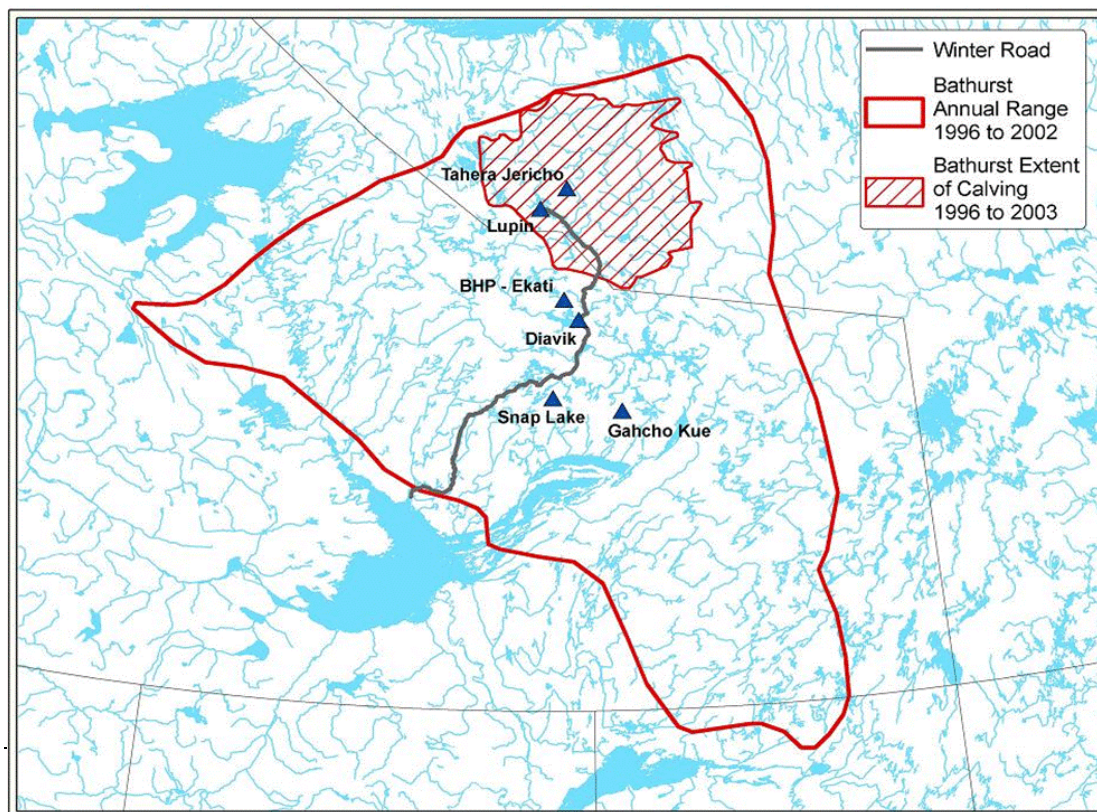 Winter Road
Bathurst
Annual Range
1996 to 2002
Bathurst Extent
of Calving
1996 to 2003
Tahera Jericho
Lupin
BHP - Ekati
Diavik
Snap Lake
Gahcho Kue